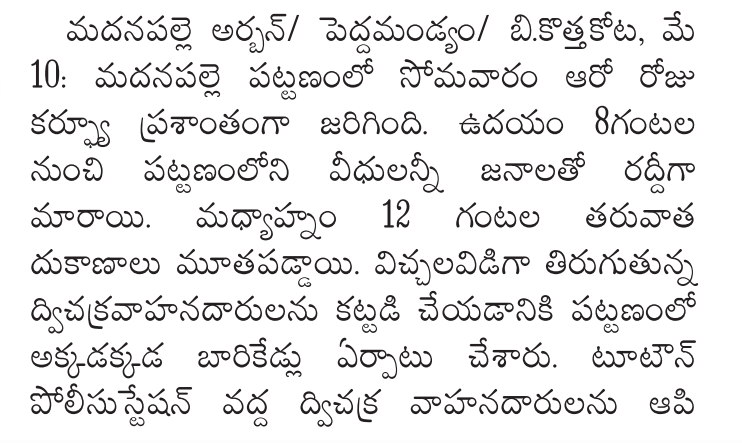 మదనపల్లె అర్బన్/ పెద్దమండ్యం/ బి.కొత్తకోట, మే
10: మదనపల్లె పట్టణంలో సోమవారం ఆరో రోజు
కర్ఫ్యూ ప్రశాంతంగా జరిగింది. ఉదయం 8గంటల
నుంచి పట్టణంలోని వీధులన్నీ జనాలతో రద్దీగా
మారాయి. మధ్యాహ్నం 12 గంటల తరువాత
దుకాణాలు మూతపడ్డాయి. విచ్చలవిడిగా తిరుగుతున్న
ద్విచక్రవాహనదారులను కట్టడి చేయడానికి పట్టణంలో
అక్కడక్కడ బారికేడ్లు ఏర్పాటు చేశారు. టూటౌన్
పోలీసుస్టేషన్ వద్ద ద్విచక్ర వాహనదారులను ఆపి